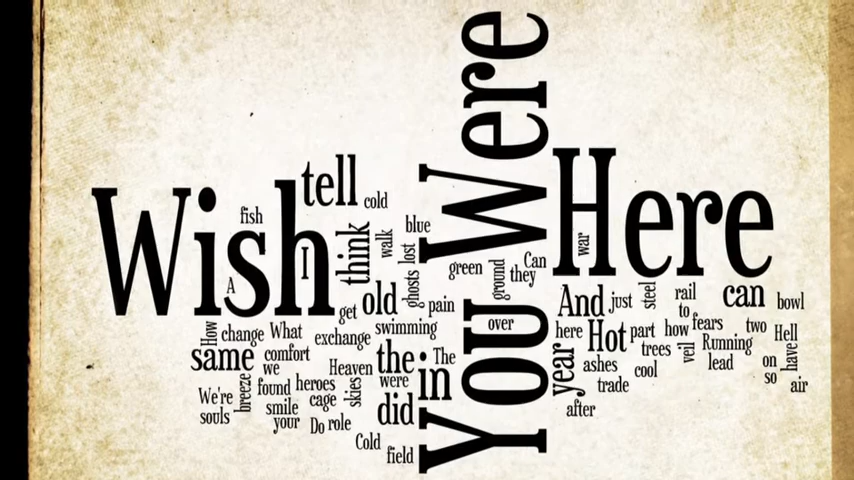 Wish
You Were
Here
tell
cold
fish
I
A
think
walk
blue
lost
ghosts
get
old
pain
green
ground
Can
they
war
over
And
just
steel
rail
to
can
bowl
How
change
What
exchange
swimming
same
comfort
we
Heaven
the
The
in
were
did
We're
souls
breeze
found
heroes
cage
skies
smile
your
Do
role
Cold
field
here
Hot
part
how
fears
two
Hell
year
ashes
trees
veil
Running
lead
on
have
so
air
cool
trade
after